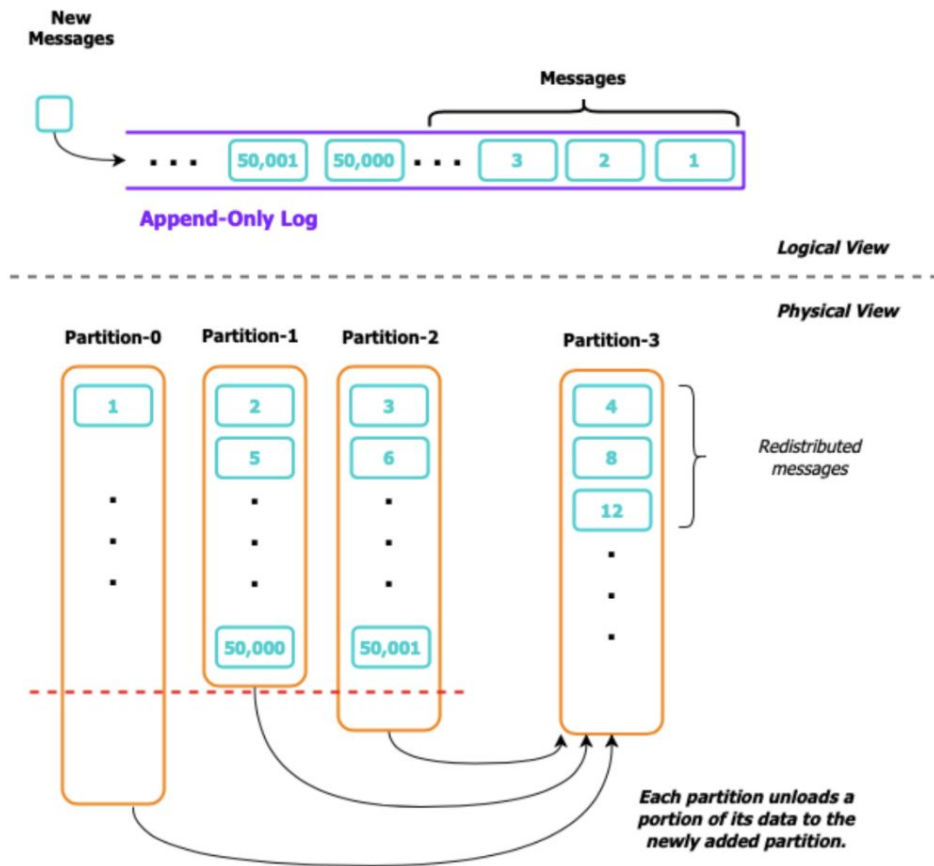 New
Messages
Messages
. . . 50,001 50,000 . . . 3 2 1
Append-Only Log
Logical View
Physical View
Partition-0 Partition-1 Partition-2 Partition-3
1 2 3 4
5 6 8
12
Redistributed
messages
50,000 50,001
Each partition unloads a
portion of its data to the
newly added partition.